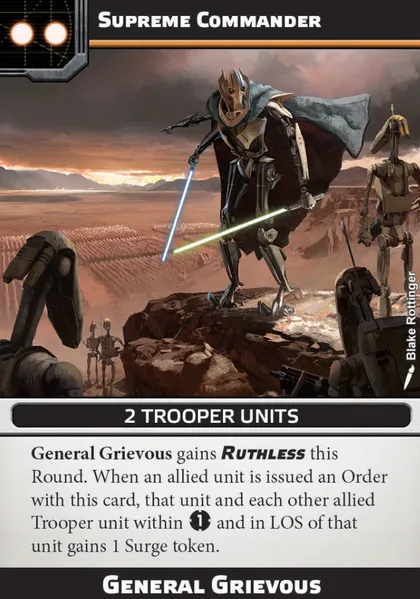 Supreme Commander
Blake Rottinger
2 TROOPER UNITS
General Grievous gains Ruthless this
Round. When an allied unit is issued an Order
with this card, that unit and each other allied
Trooper unit within 1 and in LOS of that
unit gains 1 Surge token.
General Grievous